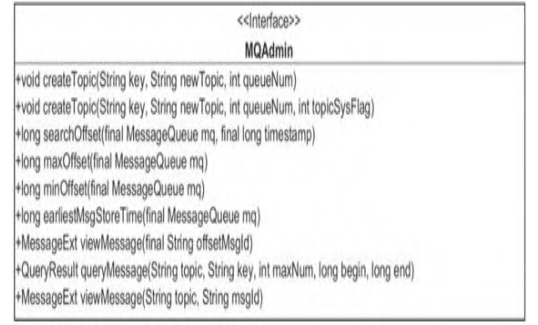 <<Interface>>
MQAdmin
+void createTopic(String key, String newTopic, int queueNum)
+void createTopic(String key, String newTopic, int queueNum, int topicSysFlag)
+long searchOffset(final MessageQueue mq, final long timestamp)
+long maxOffset(final MessageQueue mq)
+long minOffset(final MessageQueue mq)
+long earliestMsgStoreTime(final MessageQueue mq)
+MessageExt viewMessage(final String offsetMsgId)
+QueryResult queryMessage(String topic, String key, int maxNum, long begin, long end)
+MessageExt viewMessage(String topic, String msgId)